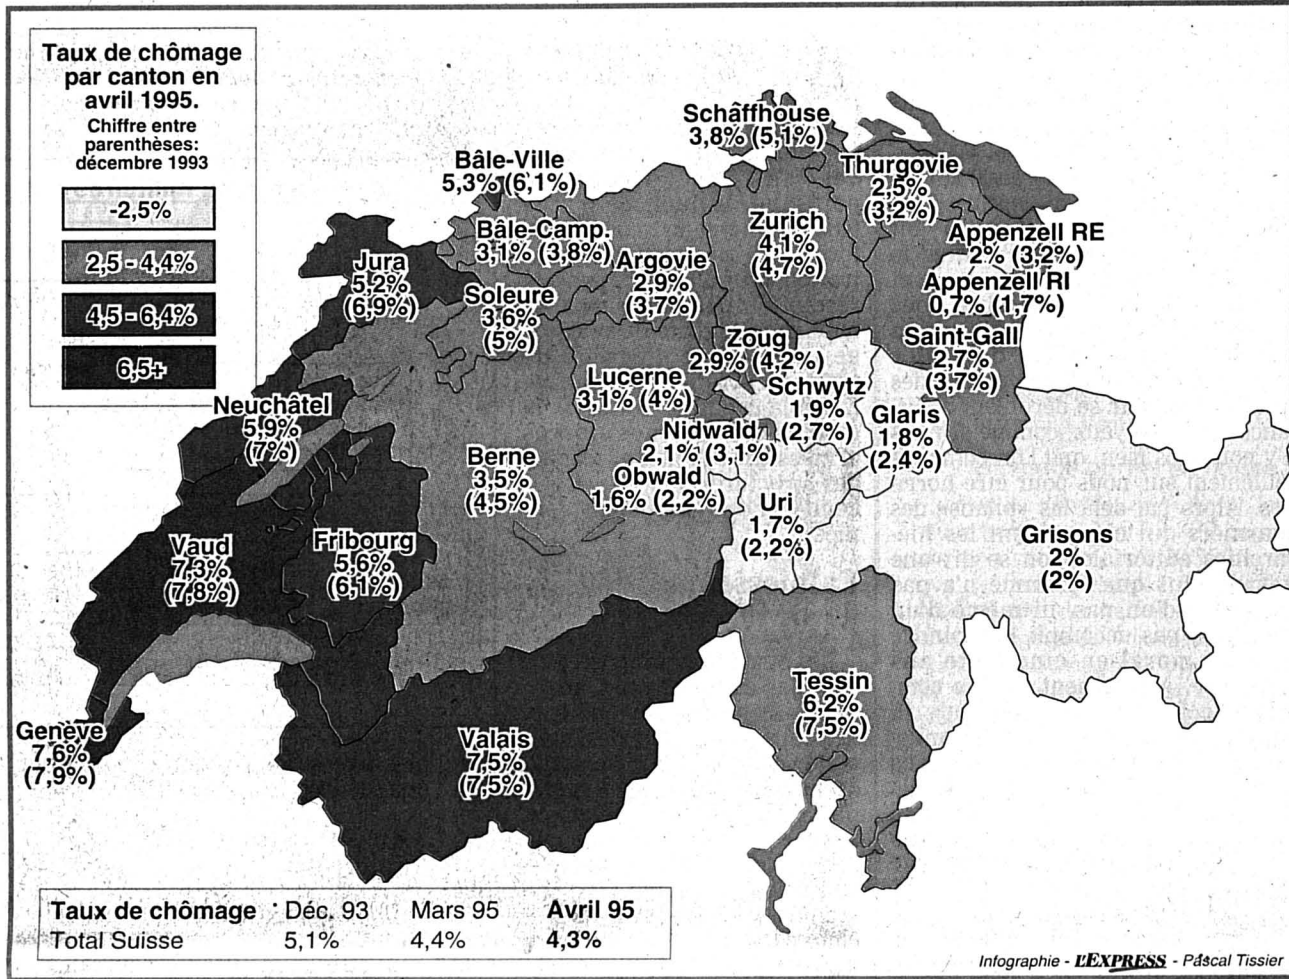 Taux de chômage
par canton en
avril 1995.
Chiffre entre
parenthèses:
décembre 1993
-2,5%
2,5 - 4,4%
4,5 - 6,4%
6,5+
Schâffhouse
3,8% (5,1%)
Bâle-Ville
5,3% (6,1%)
Thurgovie
2,5%
(3,2%)
Bâle-Camp.
3,1% (3,8%)
Zurich
4,1%
(4,7%)
Appenzell RE
2% (3,2%)
Jura
5,2%
(6,9%)
Argovie
2,9%
(3,7%)
Appenzell RI
0,7% (1,7%)
Soleure
3,6%
(5%)
Zoug
2,9% (4,2%)
Saint-Gall
2,7%
(3,7%)
Lucerne
3,1% (4%)
Schwytz
1,9%
(2,7%)
Neuchâtel
5,9%
(7%)
Glaris
1,8%
(2,4%)
Nidwald
2,1% (3,1%)
Berne
3,5%
(4,5%)
Obwald
1,6% (2,2%)
Uri
1,7%
(2,2%)
Vaud
7,3%
(7,8%)
Fribourg
5,6%
(6,1%)
Grisons
2%
(2%)
Tessin
6,2%
(7,5%)
Genève
7,6%
(7,9%)
Valais
7,5%
(7,5%)
Taux de chômage Déc. 93 Mars 95 Avril 95
Total Suisse 5,1% 4,4% 4,3%
Infographie - L'EXPRESS - Pascal Tissier